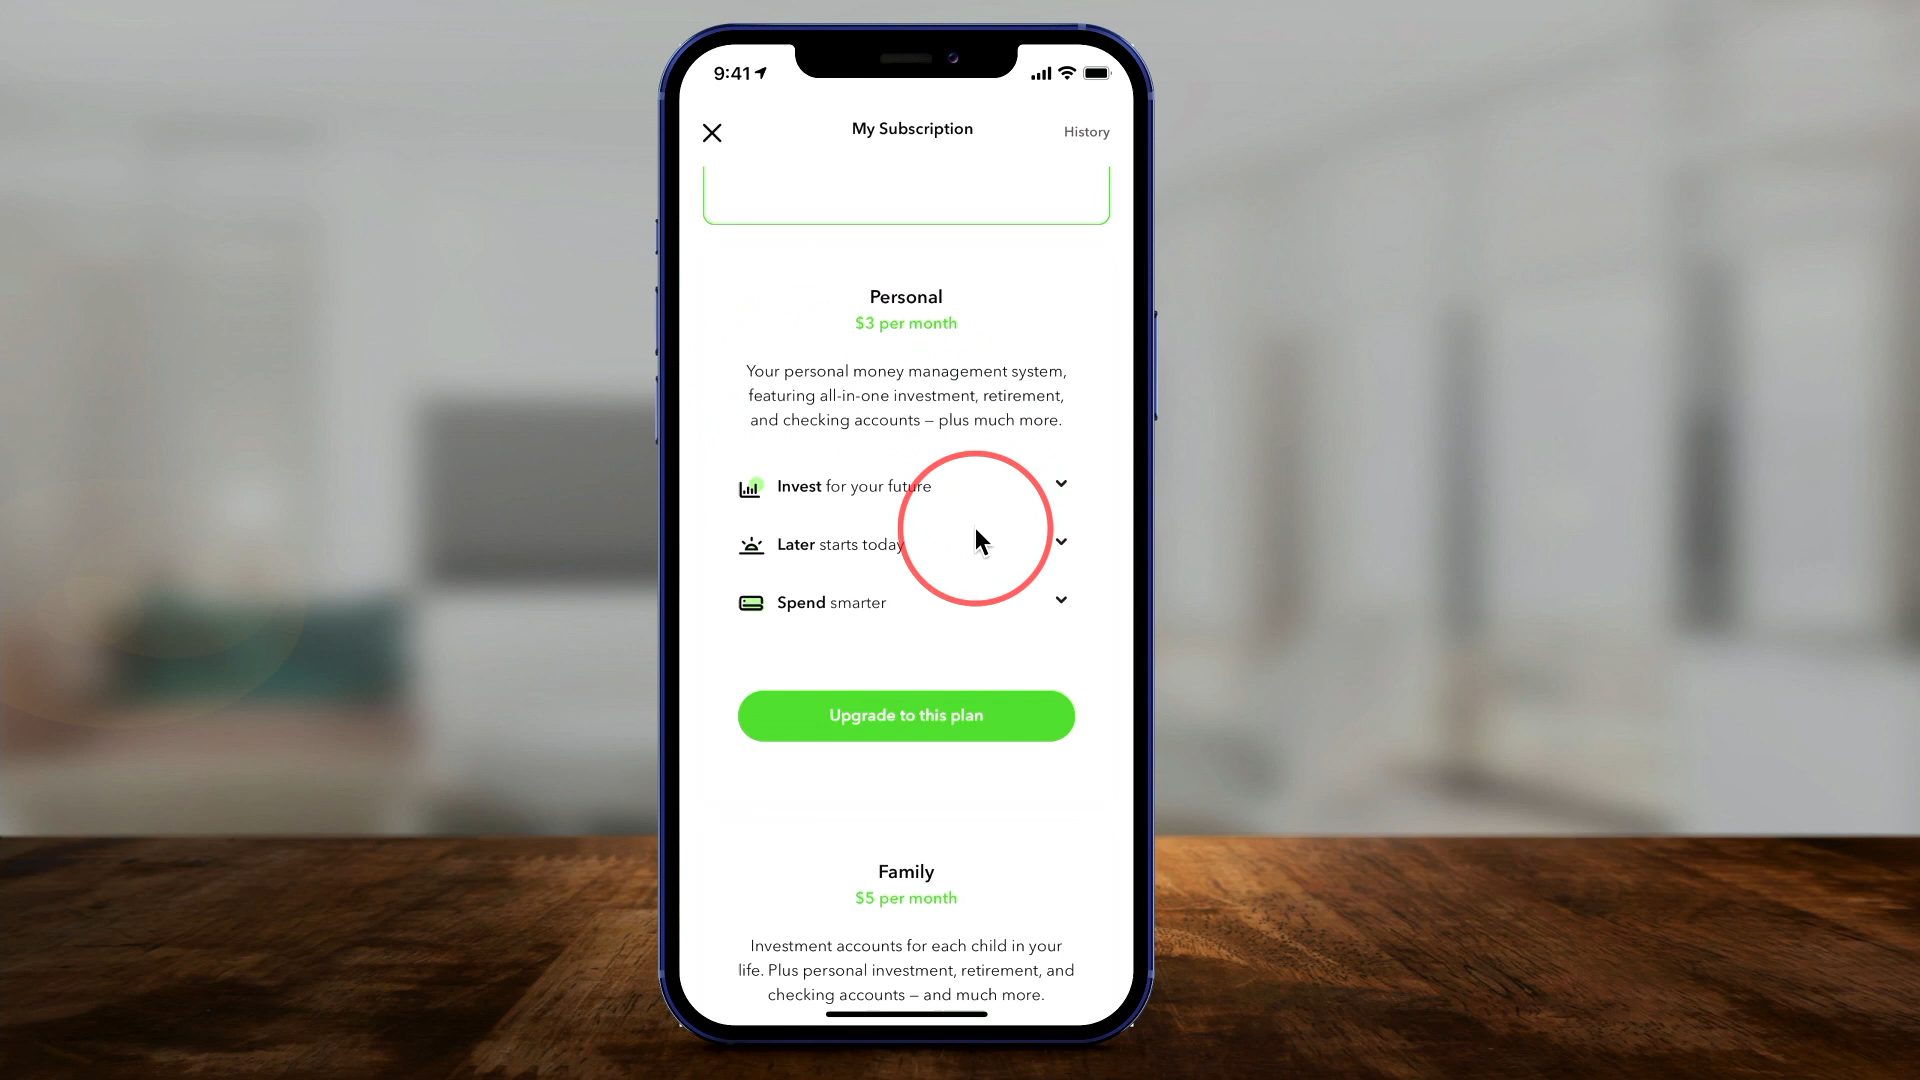 9:41
My Subscription
History
Personal
$3 per month
Your personal money management system,
featuring all-in-one investment, retirement,
and checking accounts – plus much more.
Invest for your future
Later starts today
Spend smarter
Upgrade to this plan
Family
$5 per month
Investment accounts for each child in your
life. Plus personal investment, retirement, and
checking accounts – and much more.